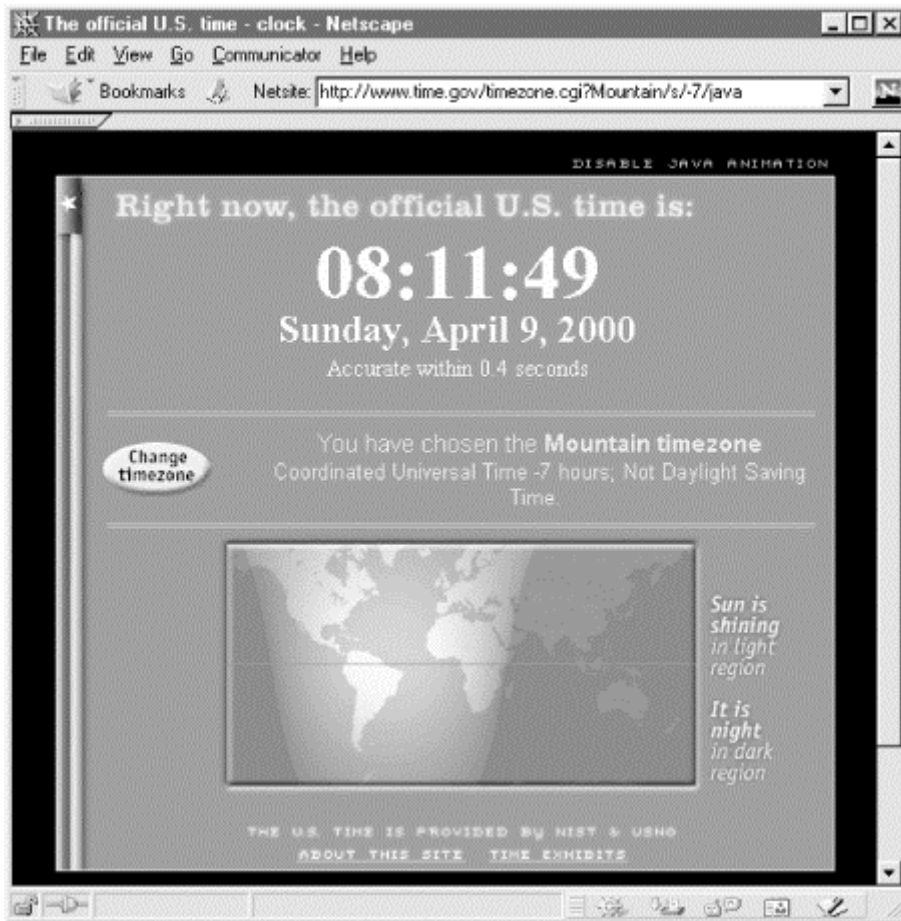 The official U.S. time - clock - Netscape
File Edit View Go Communicator Help
Bookmarks Netsite: http://www.time.gov/timezone.cgi?Mountain/s/-7/java
DISABLE JAVA ANIMATION
Right now, the official U.S. time is:
08:11:49
Sunday, April 9, 2000
Accurate within 0.4 seconds
Change
timezone
You have chosen the Mountain timezone
Coordinated Universal Time -7 hours; Not Daylight Saving
Time.
Sun is
shining
in light
region
It is
night
in dark
region
THE U.S. TIME IS PROVIDED BY NIST & USNO
ABOUT THIS SITE TIME EXHIBITS